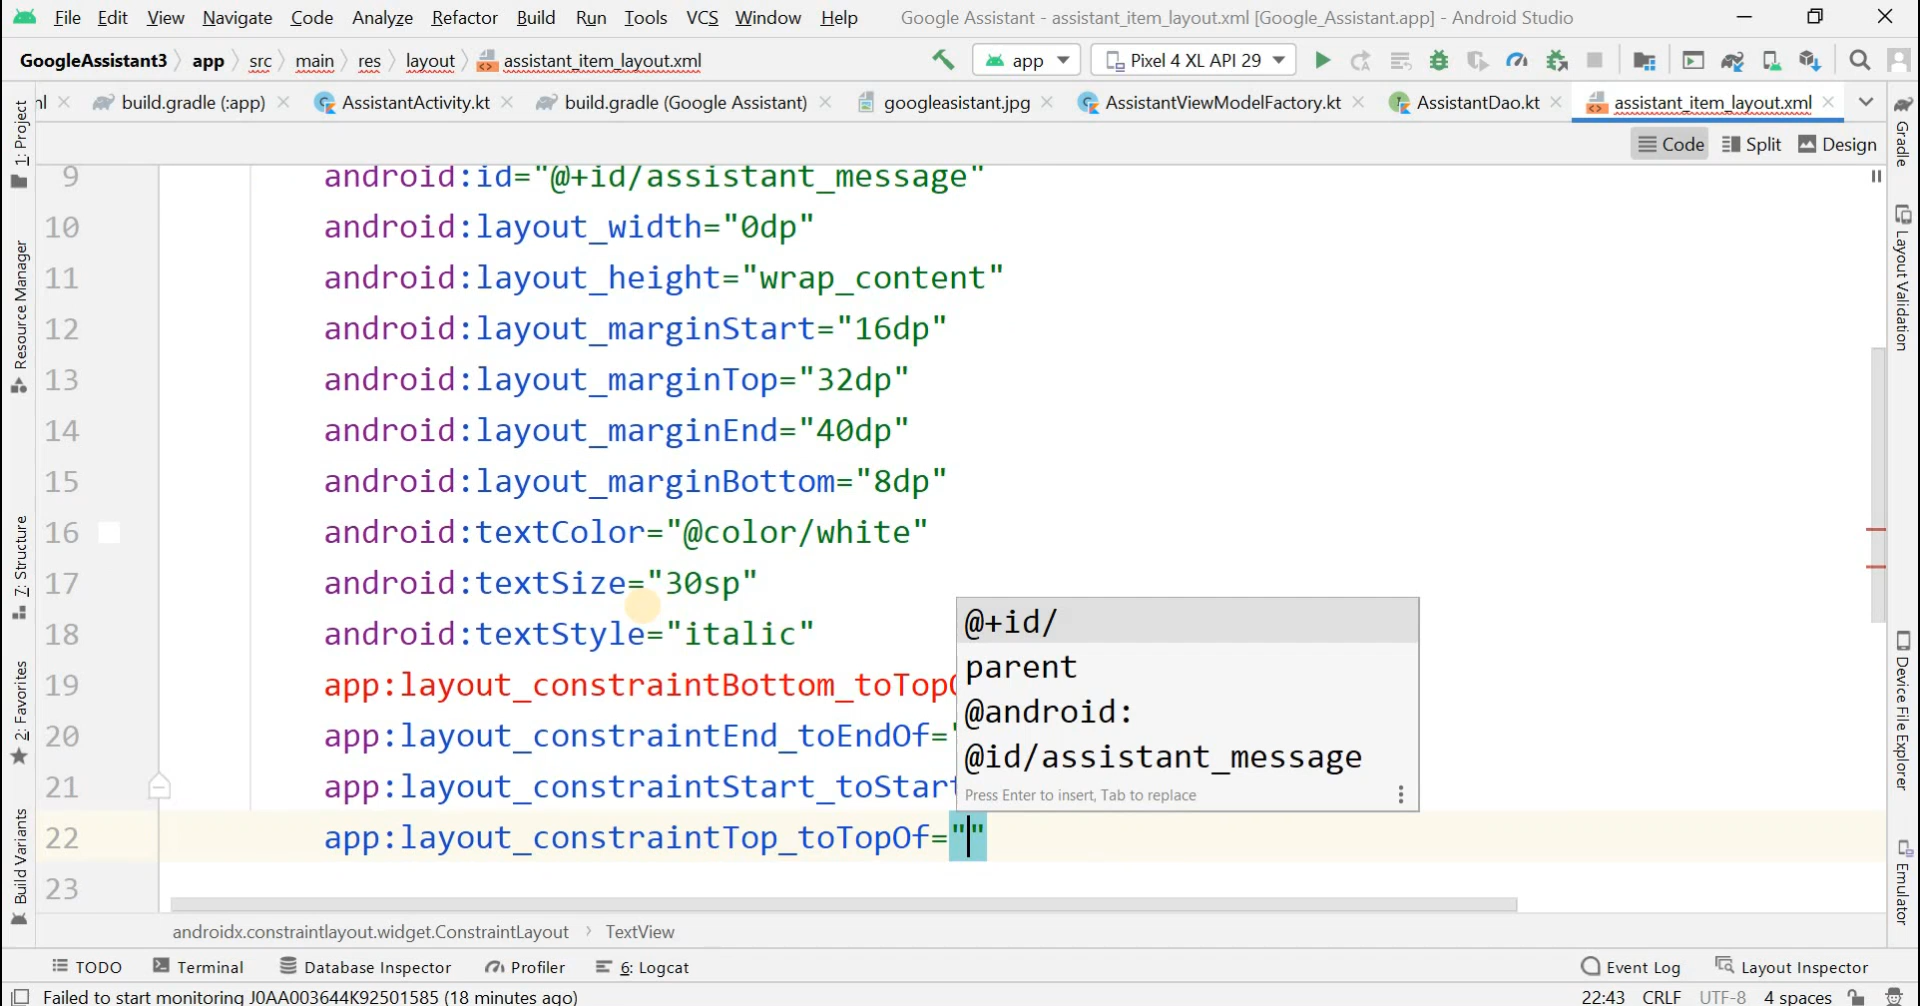 File Edit View Navigate Code Analyze Refactor Build Run Tools VCS Window Help Google Assistant - assistant_item_layout.xml [Google_Assistant.app] - Android Studio
GoogleAssistant3 app src main res layout assistant_item_layout.xml app Pixel 4 XL API 29
build.gradle (:app) AssistantActivity.kt build.gradle (Google Assistant) googleasistant.jpg AssistantViewModelFactory.kt AssistantDao.kt assistant_item_layout.xml
Code Split Design
9 android:id="@+id/assistant_message"
10 android:layout_width="0dp"
11 android:layout_height="wrap_content"
12 android:layout_marginStart="16dp"
13 android:layout_marginTop="32dp"
14 android:layout_marginEnd="40dp"
15 android:layout_marginBottom="8dp"
16 android:textColor="@color/white"
17 android:textSize="30sp"
18 android:textStyle="italic"
19 app:layout_constraintBottom_toTopO
20 app:layout_constraintEnd_toEndOf="
21 app:layout_constraintStart_toStart
22 app:layout_constraintTop_toTopOf=""
23
@+id/
parent
@android:
@id/assistant_message
Press Enter to insert, Tab to replace
androidx.constraintlayout.widget.ConstraintLayout TextView
TODO Terminal Database Inspector Profiler 6: Logcat Event Log Layout Inspector
Failed to start monitoring J0AA003644K92501585 (18 minutes ago) 22:43 CRLF UTF-8 4 spaces
1: Project
Resource Manager
7: Structure
2: Favorites
Build Variants
Gradle
Layout Validation
Device File Explorer
Emulator